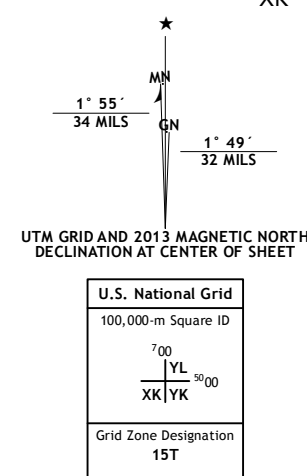 XK
★
MN
1° 55´
34 MILS
GN
1° 49´
32 MILS
UTM GRID AND 2013 MAGNETIC NORTH
DECLINATION AT CENTER OF SHEET
U.S. National Grid
100,000-m Square ID
⁷00
YL
⁵⁰00
XK YK
Grid Zone Designation
15T